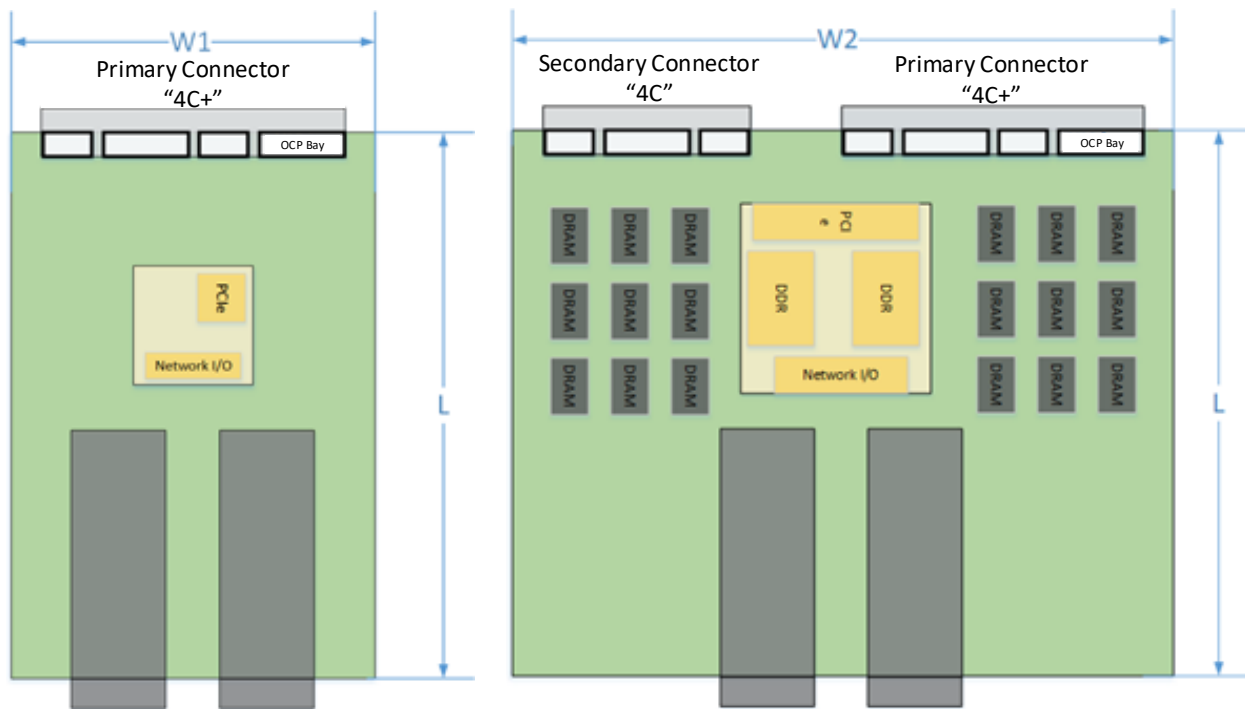 W1
Primary Connector
“4C+”
OCP Bay
PCIe
Network I/O
L
W2
Secondary Connector
“4C”
Primary Connector
“4C+”
OCP Bay
DRAM
DRAM
DRAM
PCI
e
DRAM
DRAM
DRAM
DRAM
DRAM
DRAM
DDR
DDR
DRAM
DRAM
DRAM
DRAM
DRAM
DRAM
Network I/O
DRAM
DRAM
DRAM
L